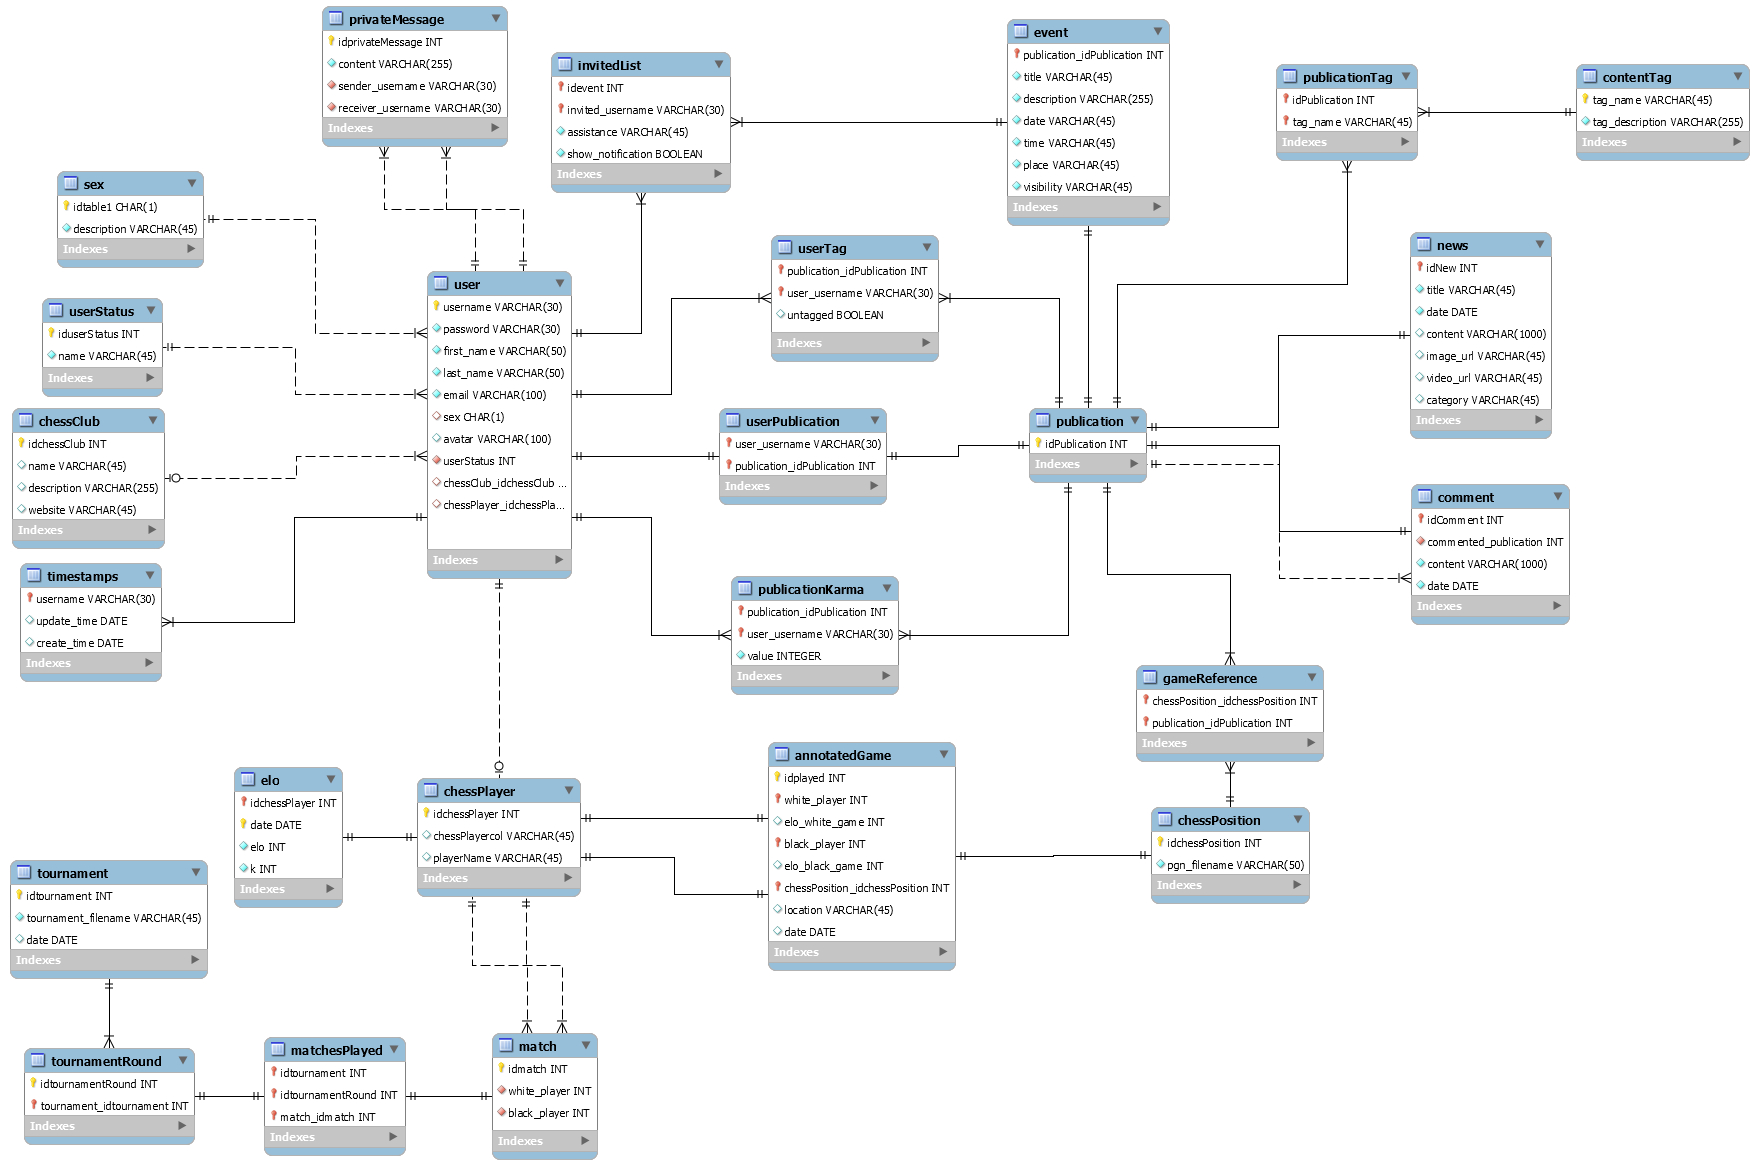 privateMessage
idprivateMessage INT
content VARCHAR(255)
sender_username VARCHAR(30)
receiver_username VARCHAR(30)
Indexes
invitedList
idevent INT
invited_username VARCHAR(30)
assistance VARCHAR(45)
show_notification BOOLEAN
Indexes
event
publication_idPublication INT
title VARCHAR(45)
description VARCHAR(255)
date VARCHAR(45)
time VARCHAR(45)
place VARCHAR(45)
visibility VARCHAR(45)
Indexes
publicationTag
idPublication INT
tag_name VARCHAR(45)
Indexes
contentTag
tag_name VARCHAR(45)
tag_description VARCHAR(255)
Indexes
sex
idtable1 CHAR(1)
description VARCHAR(45)
Indexes
userStatus
iduserStatus INT
name VARCHAR(45)
Indexes
chessClub
idchessClub INT
name VARCHAR(45)
description VARCHAR(255)
website VARCHAR(45)
Indexes
timestamps
username VARCHAR(30)
update_time DATE
create_time DATE
Indexes
user
username VARCHAR(30)
password VARCHAR(30)
first_name VARCHAR(50)
last_name VARCHAR(50)
email VARCHAR(100)
sex CHAR(1)
avatar VARCHAR(100)
userStatus INT
chessClub_idchessClub ...
chessPlayer_idchessPla...
Indexes
userTag
publication_idPublication INT
user_username VARCHAR(30)
untagged BOOLEAN
Indexes
userPublication
user_username VARCHAR(30)
publication_idPublication INT
Indexes
publicationKarma
publication_idPublication INT
user_username VARCHAR(30)
value INTEGER
Indexes
publication
idPublication INT
Indexes
news
idNew INT
title VARCHAR(45)
date DATE
content VARCHAR(1000)
image_url VARCHAR(45)
video_url VARCHAR(45)
category VARCHAR(45)
Indexes
comment
idComment INT
commented_publication INT
content VARCHAR(1000)
date DATE
Indexes
gameReference
chessPosition_idchessPosition INT
publication_idPublication INT
Indexes
chessPosition
idchessPosition INT
pgn_filename VARCHAR(50)
Indexes
annotatedGame
idplayed INT
white_player INT
elo_white_game INT
black_player INT
elo_black_game INT
chessPosition_idchessPosition INT
location VARCHAR(45)
date DATE
Indexes
elo
idchessPlayer INT
date DATE
elo INT
k INT
Indexes
chessPlayer
idchessPlayer INT
chessPlayercol VARCHAR(45)
playerName VARCHAR(45)
Indexes
tournament
idtournament INT
tournament_filename VARCHAR(45)
date DATE
Indexes
tournamentRound
idtournamentRound INT
tournament_idtournament INT
Indexes
matchesPlayed
idtournament INT
idtournamentRound INT
match_idmatch INT
Indexes
match
idmatch INT
white_player INT
black_player INT
Indexes